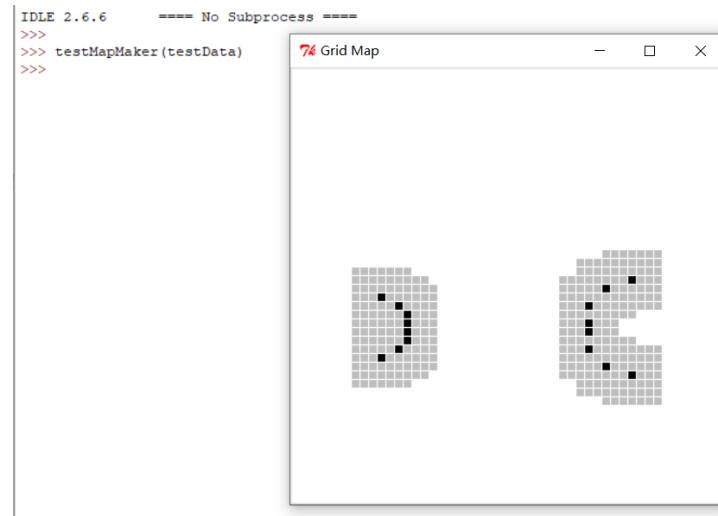 IDLE 2.6.6      ==== No Subprocess ====
>>>
>>> testMapMaker(testData)
>>>
Grid Map